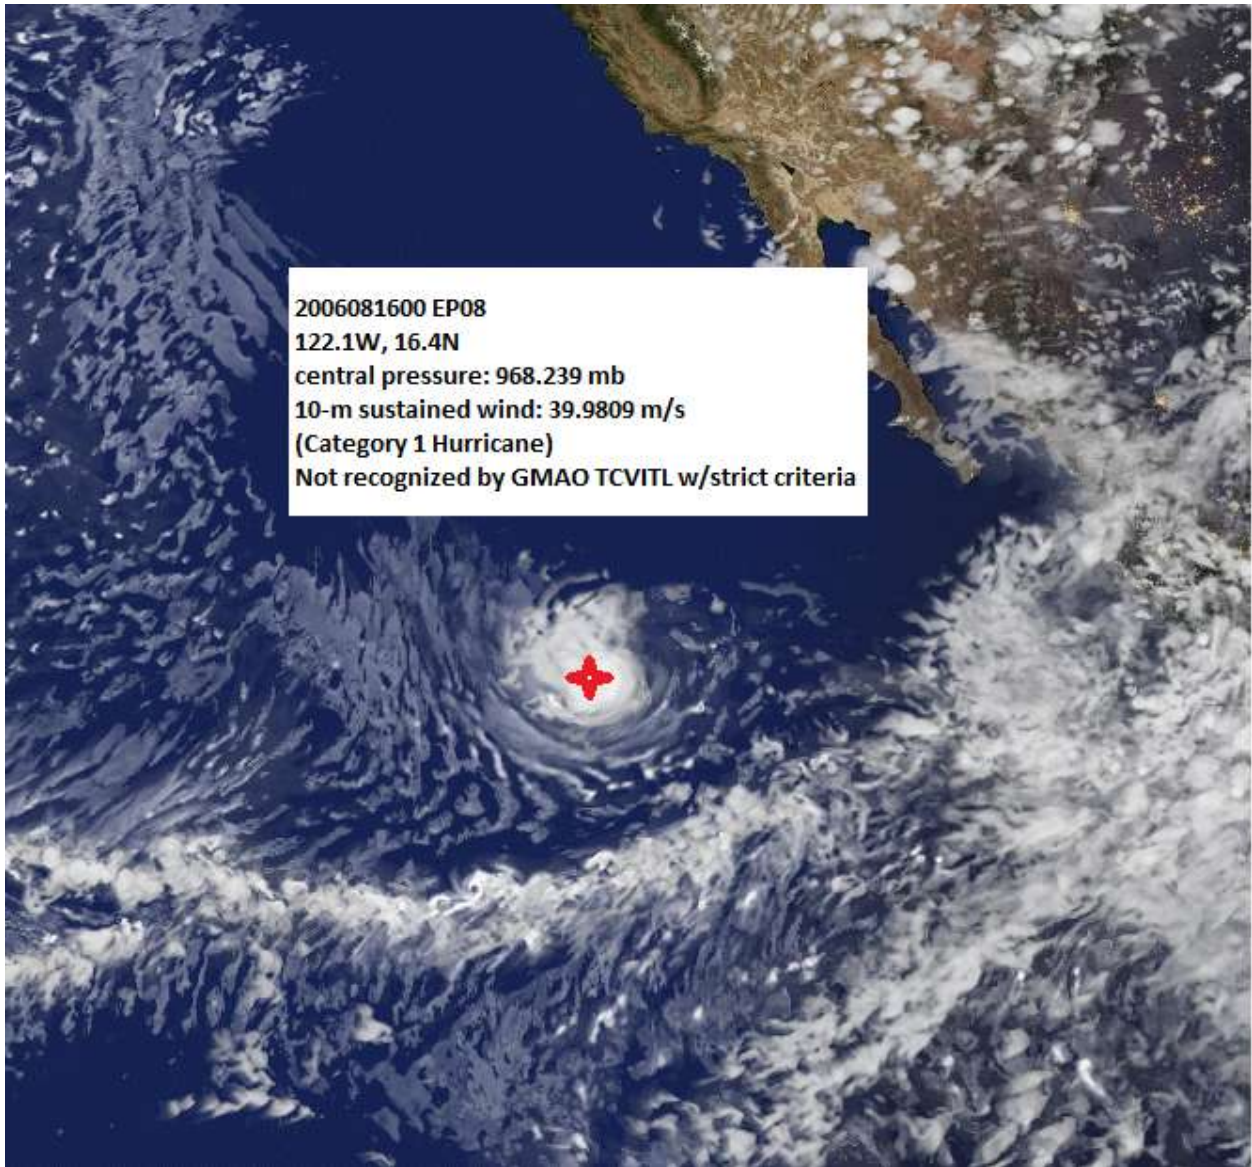 2006081600 EP08
122.1W, 16.4N
central pressure: 968.239 mb
10-m sustained wind: 39.9809 m/s
(Category 1 Hurricane)
Not recognized by GMAO TCVITL w/strict criteria